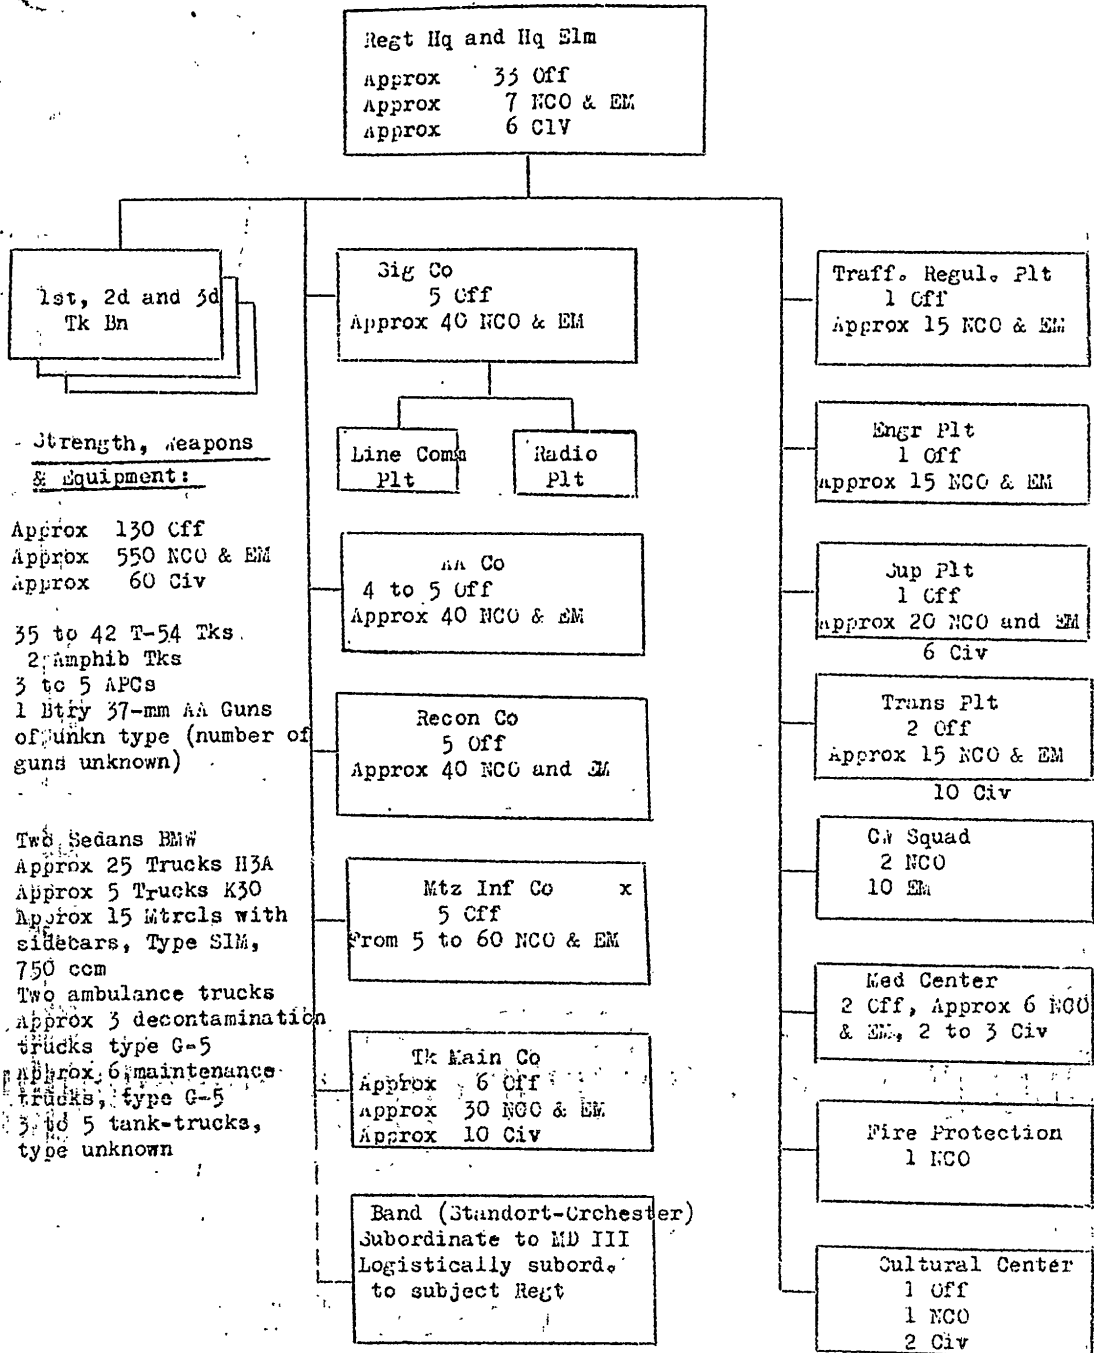 Regt Hq and Hq Elm
Approx 33 Off
Approx 7 NCO & EM
Approx 6 CIV
1st, 2d and 3d
Tk Bn
Strength, Weapons
& Equipment:
Approx 130 Off
Approx 550 NCO & EM
Approx 60 Civ
35 to 42 T-54 Tks.
2 Amphib Tks
3 to 5 APCs
1 Btry 37-mm AA Guns
of unkn type (number of
guns unknown)
Two Sedans BMW
Approx 25 Trucks H3A
Approx 5 Trucks K30
Approx 15 Mtrcls with
sidecars, Type S1M,
750 ccm
Two ambulance trucks
Approx 3 decontamination
trucks type G-5
Approx 6 maintenance
trucks, type G-5
3 to 5 tank-trucks,
type unknown
Sig Co
5 Off
Approx 40 NCO & EM
Line Comm
Plt
Radio
Plt
AA Co
4 to 5 Off
Approx 40 NCO & EM
Recon Co
5 Off
Approx 40 NCO and EM
Mtz Inf Co x
5 Off
From 5 to 60 NCO & EM
Tk Main Co
Approx 6 Off
Approx 30 NCO & EM
Approx 10 Civ
Band (Standort-Orchester)
Subordinate to MD III
Logistically subord.
to subject Regt
Traff. Regul. Plt
1 Off
Approx 15 NCO & EM
Engr Plt
1 Off
Approx 15 NCO & EM
Sup Plt
1 Off
Approx 20 NCO and EM
6 Civ
Trans Plt
2 Off
Approx 15 NCO & EM
10 Civ
CW Squad
2 NCO
10 EM
Med Center
2 Off, Approx 6 NCO
& EM, 2 to 3 Civ
Fire Protection
1 NCO
Cultural Center
1 Off
1 NCO
2 Civ